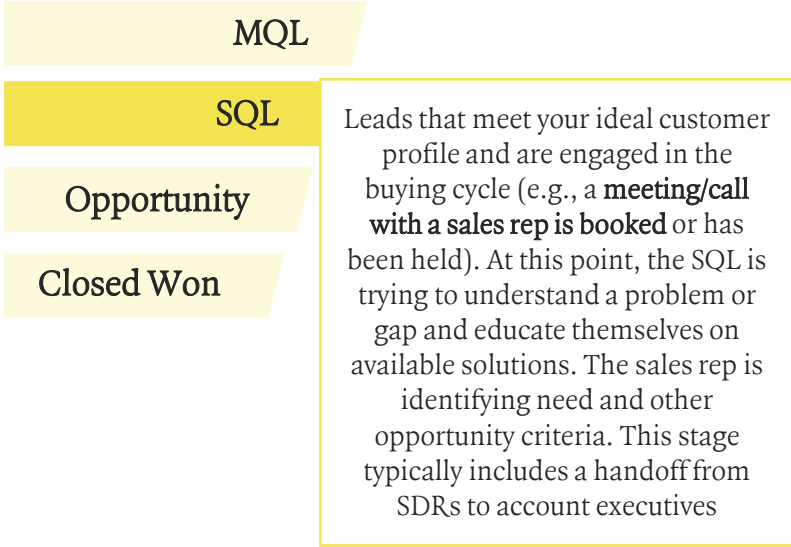 MQL
SQL
Opportunity
Closed Won
Leads that meet your ideal customer
profile and are engaged in the
buying cycle (e.g., a meeting/call
with a sales rep is booked or has
been held). At this point, the SQL is
trying to understand a problem or
gap and educate themselves on
available solutions. The sales rep is
identifying need and other
opportunity criteria. This stage
typically includes a handoff from
SDRs to account executives